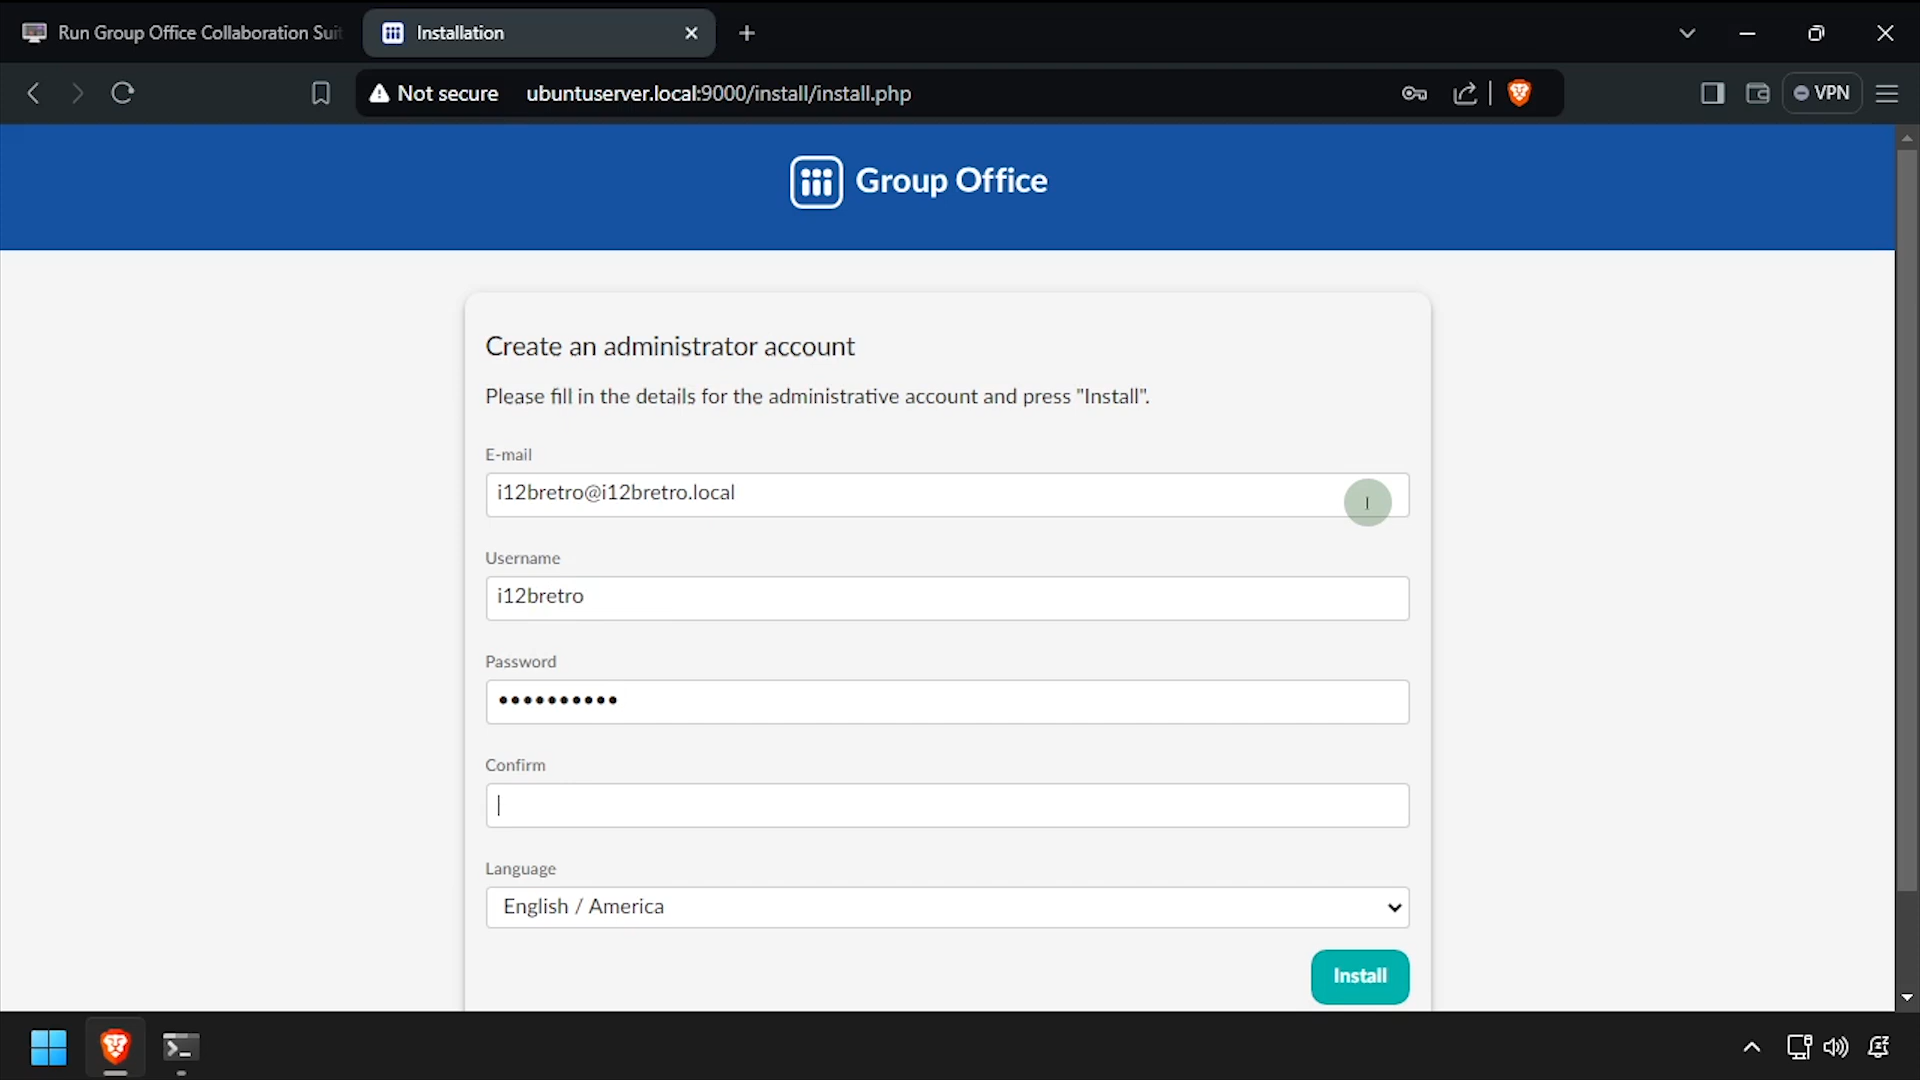 Run Group Office Collaboration Suit
Installation
Not secure
ubuntuserver.local:9000/install/install.php
VPN
Group Office
Create an administrator account
Please fill in the details for the administrative account and press "Install".
E-mail
i12bretro@i12bretro.local
Username
i12bretro
Password
••••••••••
Confirm
Language
English / America
Install